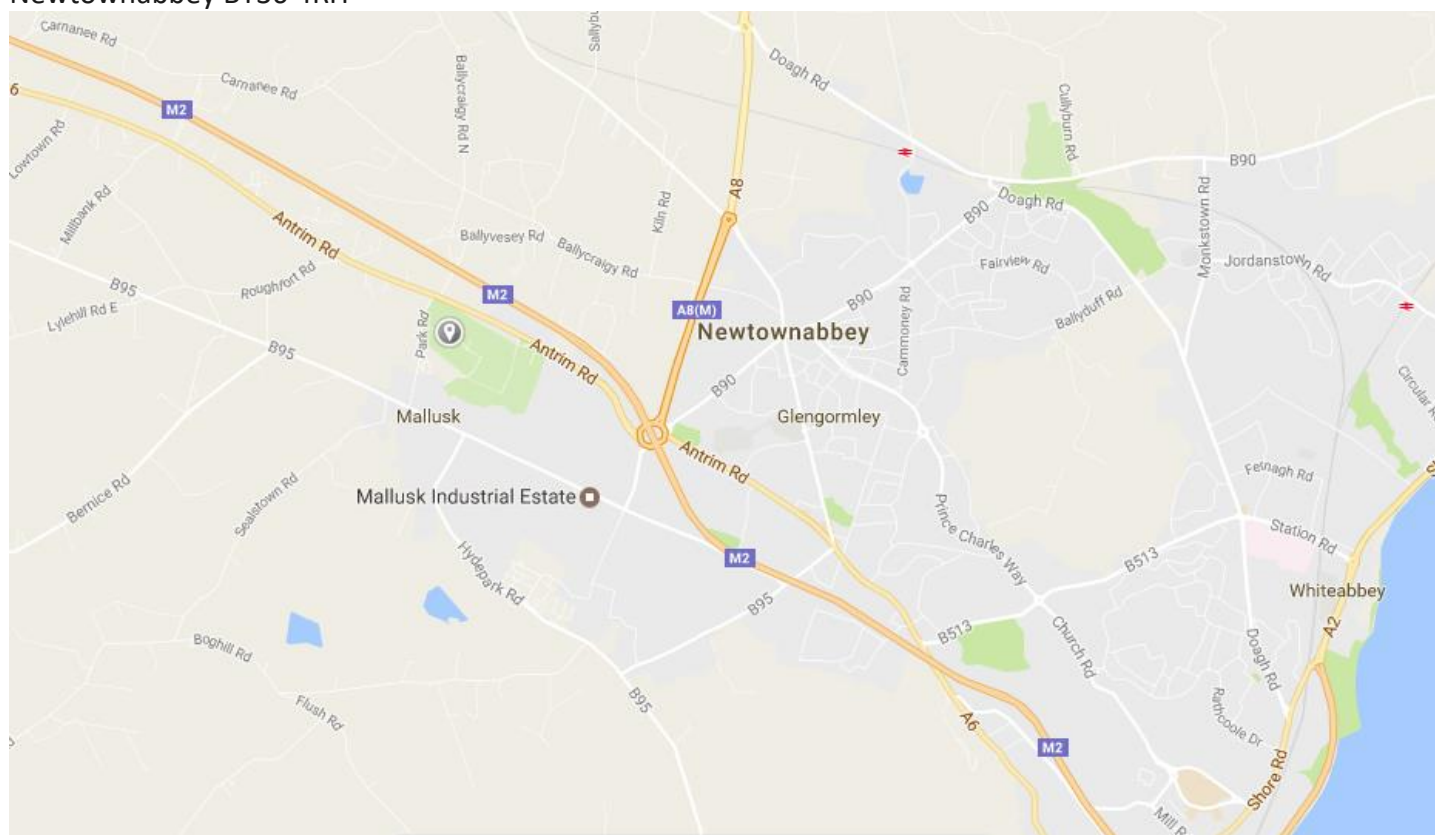 Carnanee Rd
Doagh Rd
Carnanee Rd
Ballycraigy Rd N
M2
6
Lowtown Rd
Cullyburn Rd
B90
Millbank Rd
A8
Kiln Rd
B90
Doagh Rd
Monkstown Rd
Antrim Rd
Ballyvesey Rd
Ballycraigy Rd
Fairview Rd
Jordanstown Rd
B95
Roughfort Rd
M2
A8(M)
B90
Ballyduff Rd
Lylehill Rd E
Park Rd
Newtownabbey
Carnmoney Rd
B95
Antrim Rd
B90
Circular
Mallusk
Glengormley
Antrim Rd
Bernice Rd
Sealstown Rd
Mallusk Industrial Estate
Prince Charles Way
Station Rd
Hydepark Rd
M2
B513
Whiteabbey
B95
B513
Church Rd
A2
Boghill Rd
Doagh Rd
Flush Rd
B95
A6
Rathcoole Dr
M2
Shore Rd
Mill